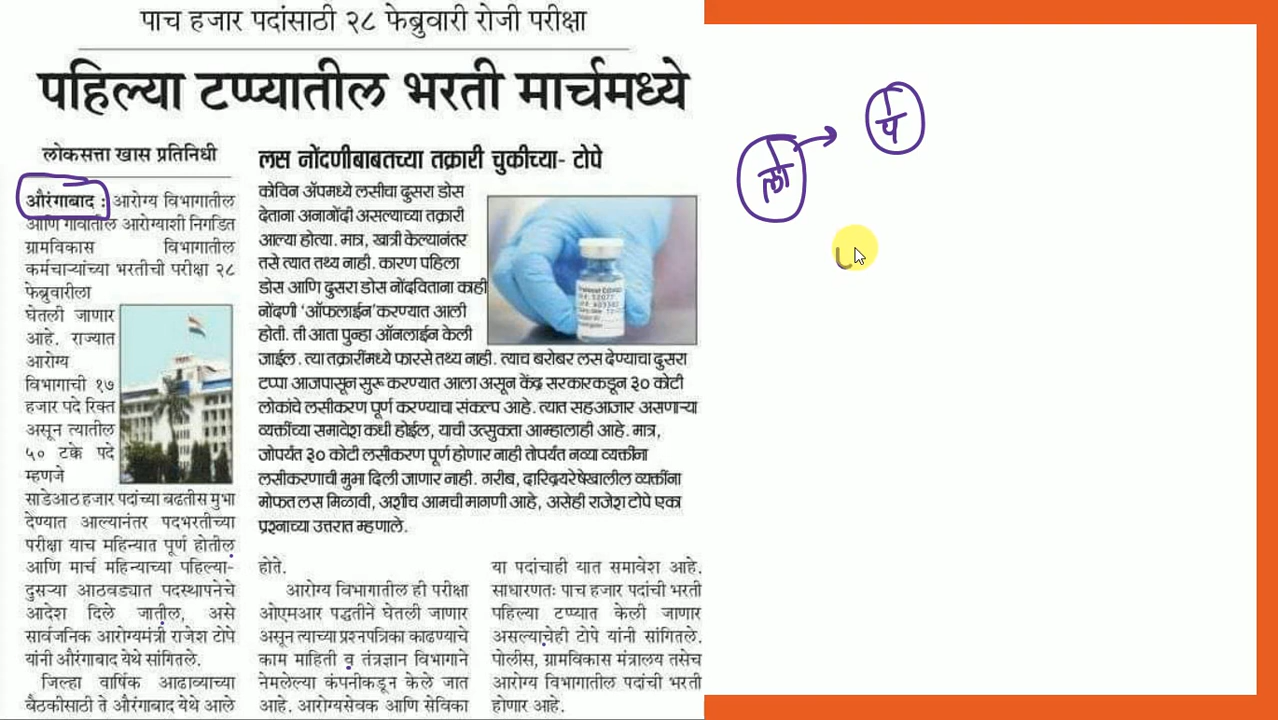 पाच हजार पदांसाठी २८ फेब्रुवारी रोजी परीक्षा
पहिल्या टप्प्यातील भरती मार्चमध्ये
लोकसत्ता खास प्रतिनिधी
औरंगाबाद : आरोग्य विभागातील
आणि गावातील आरोग्याशी निगडित
ग्रामविकास विभागातील
कर्मचाऱ्यांच्या भरतीची परीक्षा २८
फेब्रुवारीला
घेतली जाणार
आहे. राज्यात
आरोग्य
विभागाची १७
हजार पदे रिक्त
असून त्यातील
५० टक्के पदे
म्हणजे
साडेआठ हजार पदांच्या बढतीस मुभा
देण्यात आल्यानंतर पदभरतीच्या
परीक्षा याच महिन्यात पूर्ण होतील
आणि मार्च महिन्याच्या पहिल्या-
दुसऱ्या आठवड्यात पदस्थापनेचे
आदेश दिले जातील, असे
सार्वजनिक आरोग्यमंत्री राजेश टोपे
यांनी औरंगाबाद येथे सांगितले.
जिल्हा वार्षिक आढाव्याच्या
बैठकीसाठी ते औरंगाबाद येथे आले
लस नोंदणीबाबतच्या तक्रारी चुकीच्या- टोपे
कोविन ॲपमध्ये लसीचा दुसरा डोस
देताना अनागोंदी असल्याच्या तक्रारी
आल्या होत्या. मात्र, खात्री केल्यानंतर
तसे त्यात तथ्य नाही. कारण पहिला
डोस आणि दुसरा डोस नोंदविताना काही
नोंदणी ‘ऑफलाईन’ करण्यात आली
होती. ती आता पुन्हा ऑनलाईन केली
जाईल. त्या तक्रारींमध्ये फारसे तथ्य नाही. त्याच बरोबर लस देण्याचा दुसरा
टप्पा आजपासून सुरू करण्यात आला असून केंद्र सरकारकडून ३० कोटी
लोकांचे लसीकरण पूर्ण करण्याचा संकल्प आहे. त्यात सहआजार असणाऱ्या
व्यक्तींच्या समावेश कधी होईल, याची उत्सुकता आम्हालाही आहे. मात्र,
जोपर्यंत ३० कोटी लसीकरण पूर्ण होणार नाही तोपर्यंत नव्या व्यक्तींना
लसीकरणाची मुभा दिली जाणार नाही. गरीब, दारिद्र्यरेषेखालील व्यक्तींना
मोफत लस मिळावी, अशीच आमची मागणी आहे, असेही राजेश टोपे एका
प्रश्नाच्या उत्तरात म्हणाले.
होते.
आरोग्य विभागातील ही परीक्षा
ओएमआर पद्धतीने घेतली जाणार
असून त्याच्या प्रश्नपत्रिका काढण्याचे
काम माहिती व तंत्रज्ञान विभागाने
नेमलेल्या कंपनीकडून केले जात
आहे. आरोग्यसेवक आणि सेविका
या पदांचाही यात समावेश आहे.
साधारणतः पाच हजार पदांची भरती
पहिल्या टप्प्यात केली जाणार
असल्याचेही टोपे यांनी सांगितले.
पोलीस, ग्रामविकास मंत्रालय तसेच
आरोग्य विभागातील पदांची भरती
होणार आहे.